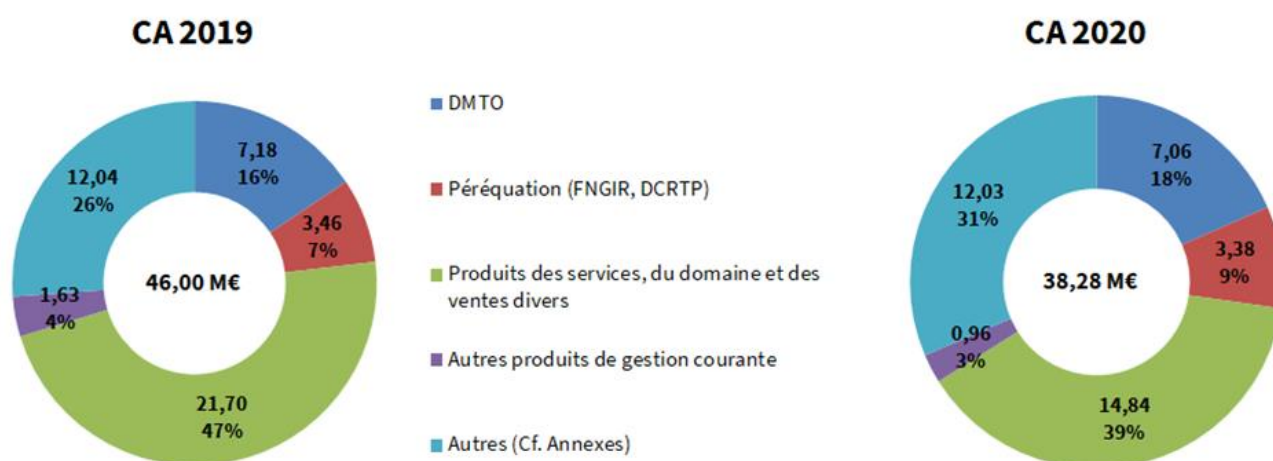 CA 2019
7,18
16%
3,46
7%
21,70
47%
1,63
4%
12,04
26%
46,00 M€
DMTO
Péréquation (FNGIR, DCRTP)
Produits des services, du domaine et des
ventes divers
Autres produits de gestion courante
Autres (Cf. Annexes)
CA 2020
7,06
18%
3,38
9%
14,84
39%
0,96
3%
12,03
31%
38,28 M€